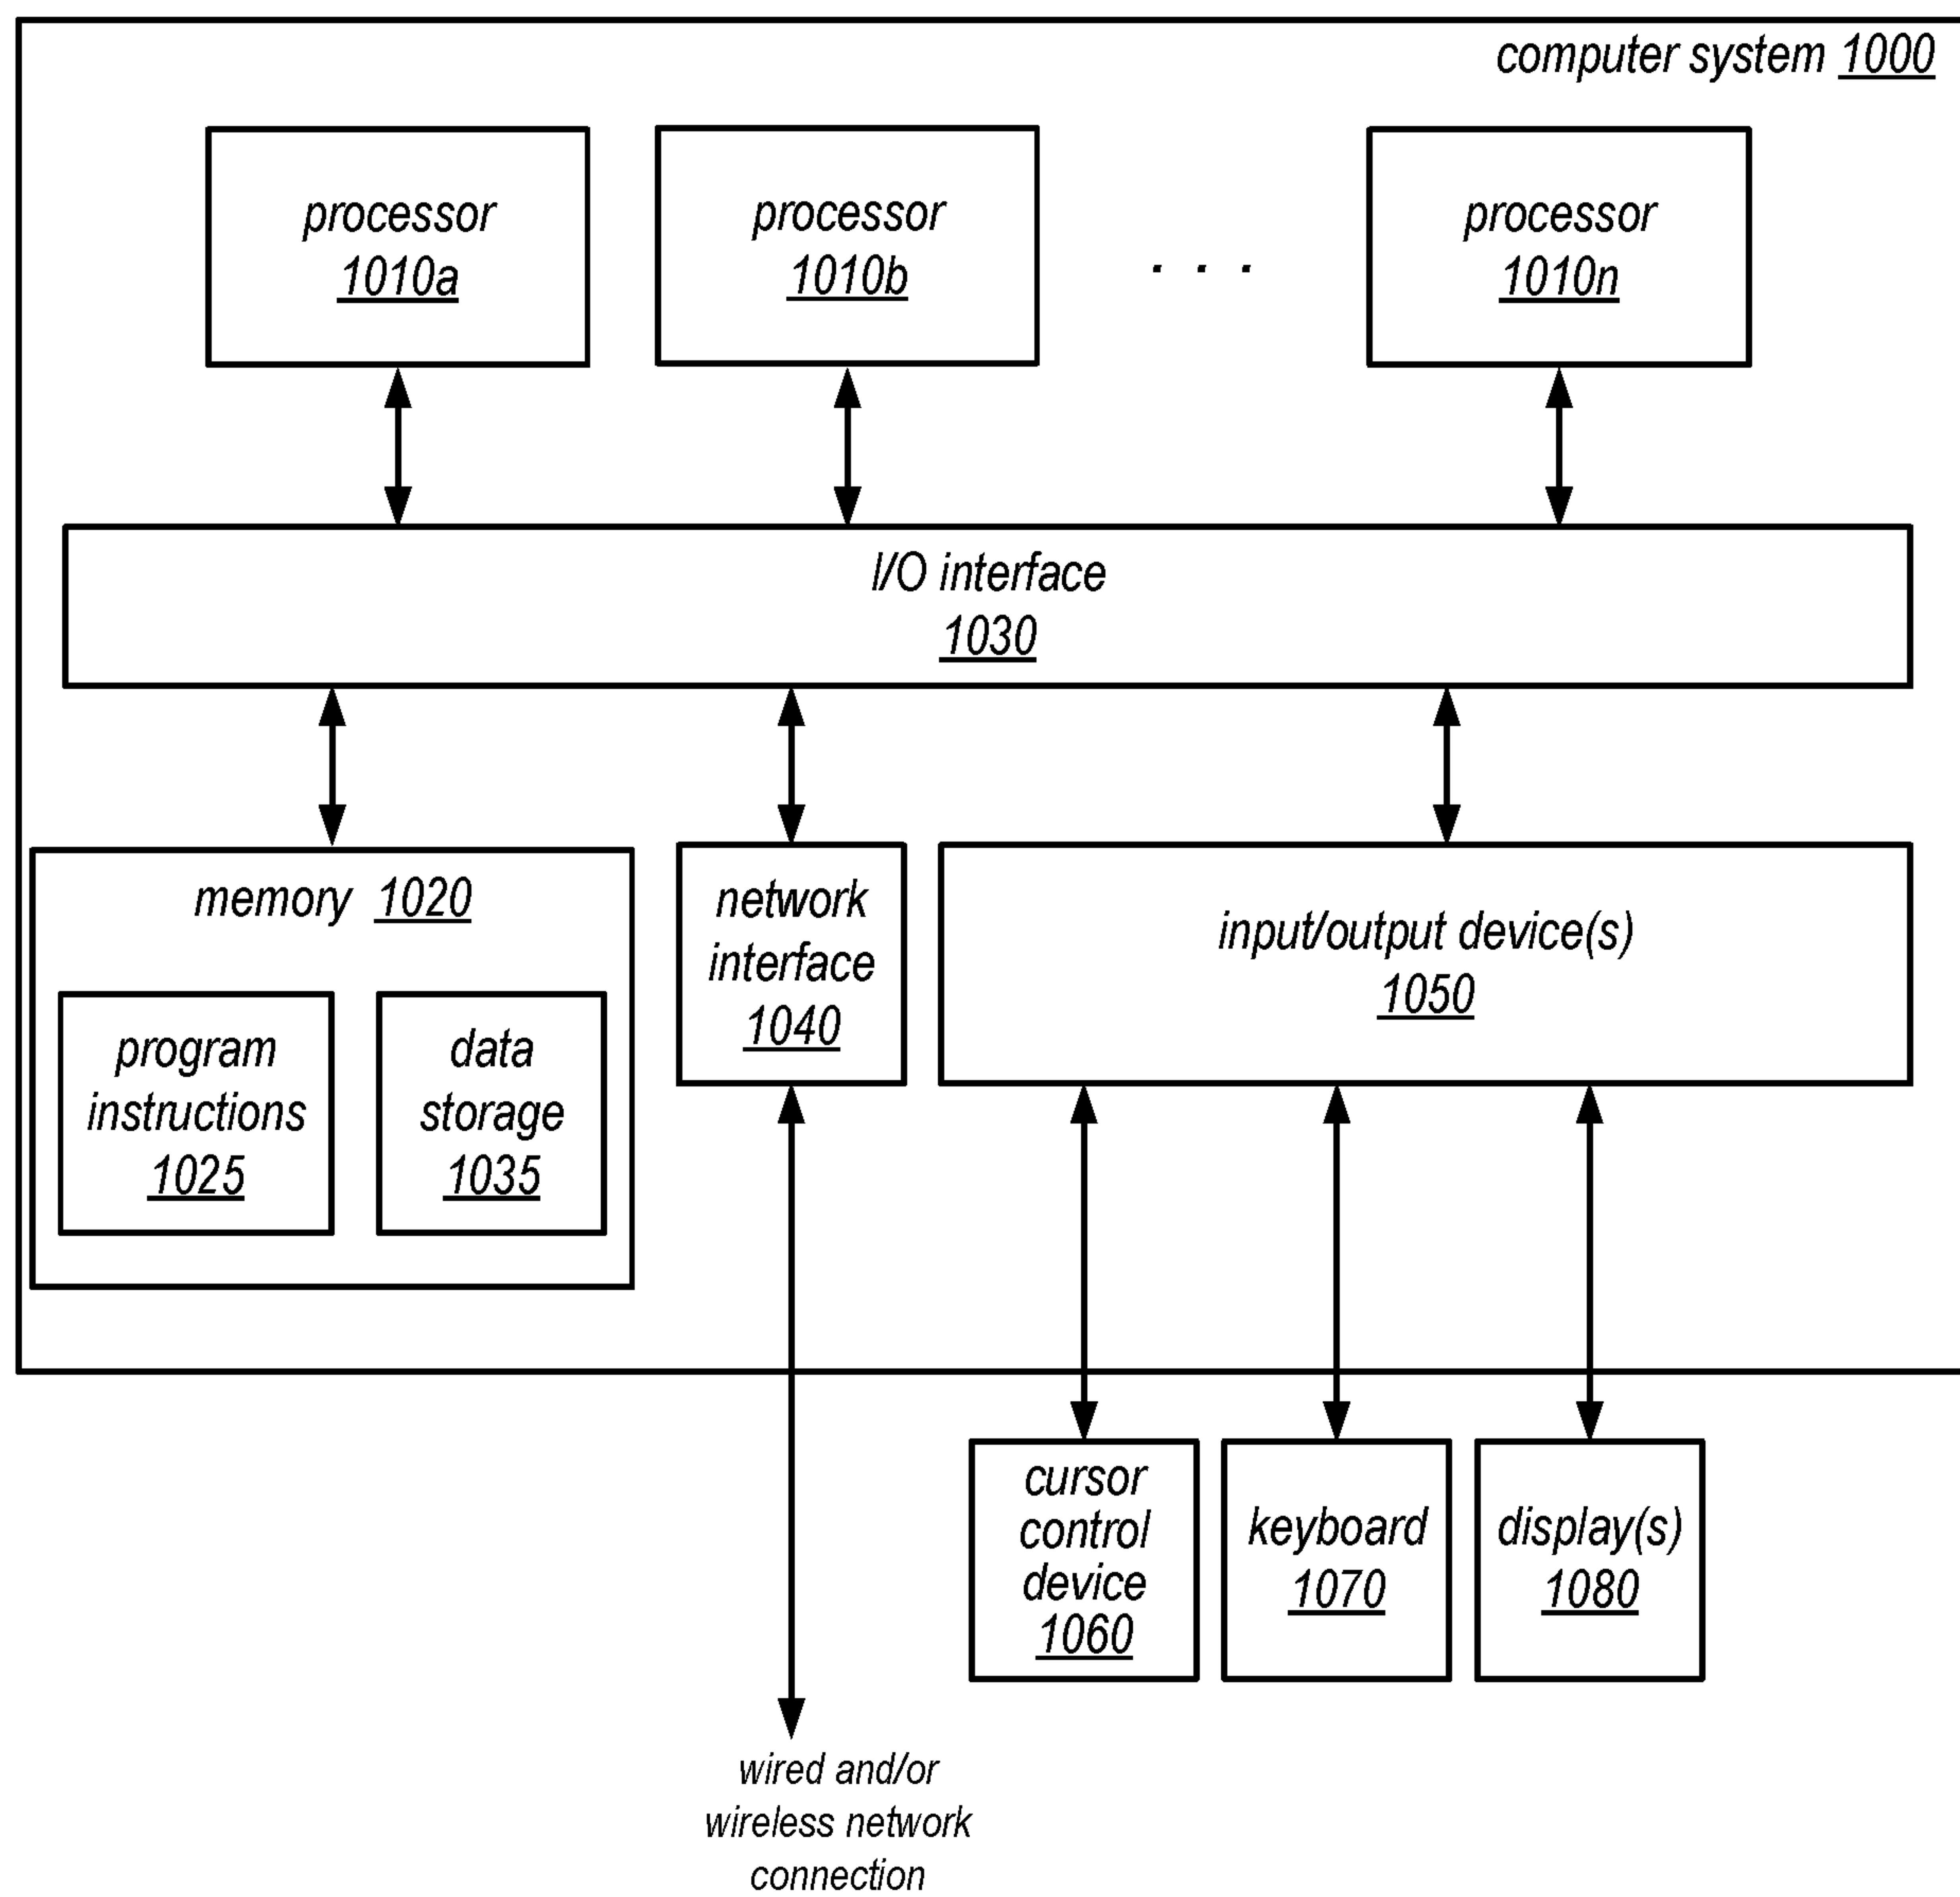 computer system 1000
processor
1010a
processor
1010b
. . .
processor
1010n
I/O interface
1030
memory 1020
program
instructions
1025
data
storage
1035
network
interface
1040
input/output device(s)
1050
cursor
control
device
1060
keyboard
1070
display(s)
1080
wired and/or
wireless network
connection